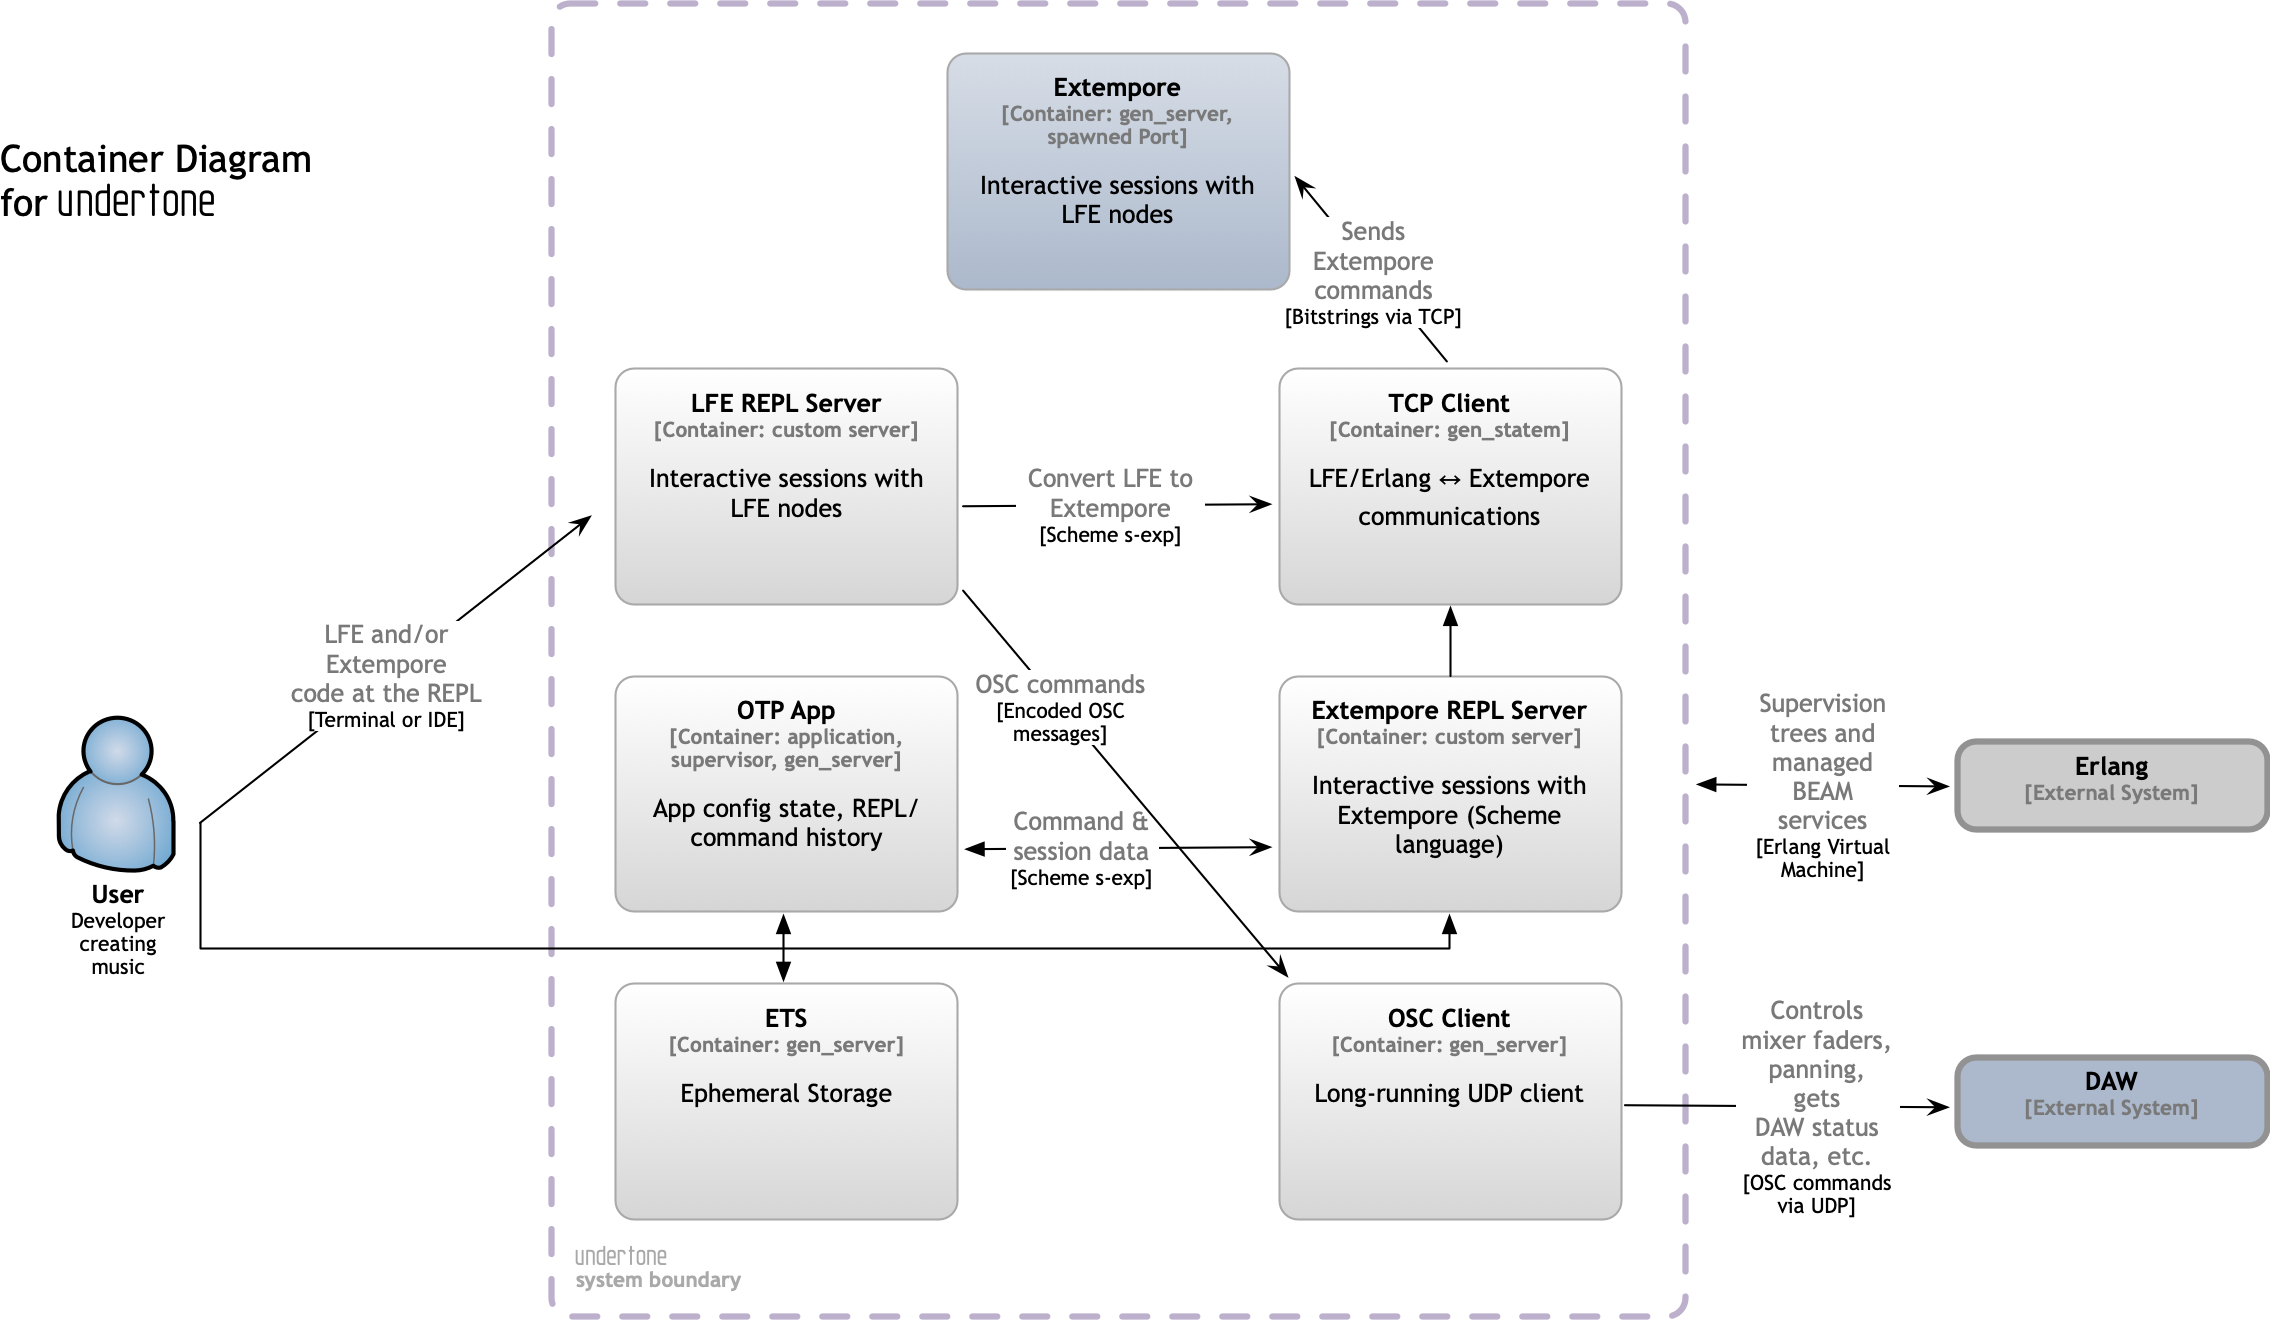 Container Diagram
for undertone
Extempore
[Container: gen_server,
spawned Port]
Interactive sessions with
LFE nodes
Sends
Extempore
commands
[Bitstrings via TCP]
LFE REPL Server
[Container: custom server]
Interactive sessions with
LFE nodes
Convert LFE to
Extempore
[Scheme s-exp]
TCP Client
[Container: gen_statem]
LFE/Erlang ↔ Extempore
communications
LFE and/or
Extempore
code at the REPL
[Terminal or IDE]
User
Developer
creating
music
OTP App
[Container: application,
supervisor, gen_server]
App config state, REPL/
command history
OSC commands
[Encoded OSC
messages]
Command &
session data
[Scheme s-exp]
Extempore REPL Server
[Container: custom server]
Interactive sessions with
Extempore (Scheme
language)
Supervision
trees and
managed
BEAM
services
[Erlang Virtual
Machine]
Erlang
[External System]
ETS
[Container: gen_server]
Ephemeral Storage
OSC Client
[Container: gen_server]
Long-running UDP client
Controls
mixer faders,
panning,
gets
DAW status
data, etc.
[OSC commands
via UDP]
DAW
[External System]
undertone
system boundary